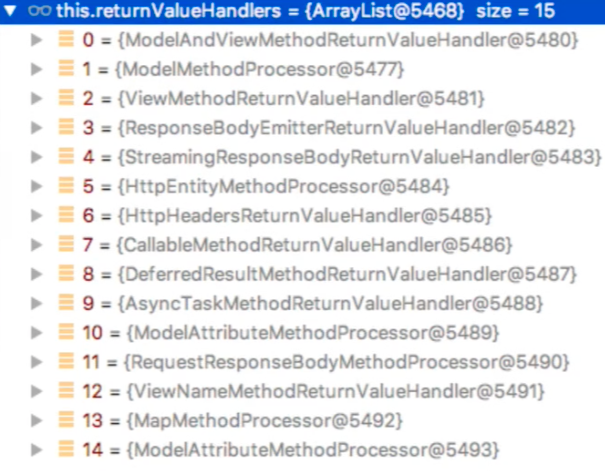 this.returnValueHandlers = {ArrayList@5468} size = 15
0 = {ModelAndViewMethodReturnValueHandler@5480}
1 = {ModelMethodProcessor@5477}
2 = {ViewMethodReturnValueHandler@5481}
3 = {ResponseBodyEmitterReturnValueHandler@5482}
4 = {StreamingResponseBodyReturnValueHandler@5483}
5 = {HttpEntityMethodProcessor@5484}
6 = {HttpHeadersReturnValueHandler@5485}
7 = {CallableMethodReturnValueHandler@5486}
8 = {DeferredResultMethodReturnValueHandler@5487}
9 = {AsyncTaskMethodReturnValueHandler@5488}
10 = {ModelAttributeMethodProcessor@5489}
11 = {RequestResponseBodyMethodProcessor@5490}
12 = {ViewNameMethodReturnValueHandler@5491}
13 = {MapMethodProcessor@5492}
14 = {ModelAttributeMethodProcessor@5493}